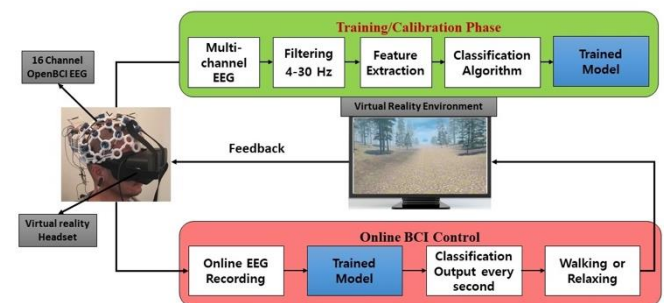 Training/Calibration Phase
Multi-
channel
EEG
Filtering
4-30 Hz
Feature
Extraction
Classification
Algorithm
Trained
Model
16 Channel
OpenBCI EEG
Virtual Reality Environment
Feedback
Virtual reality
Headset
Online BCI Control
Online EEG
Recording
Trained
Model
Classification
Output every
second
Walking or
Relaxing